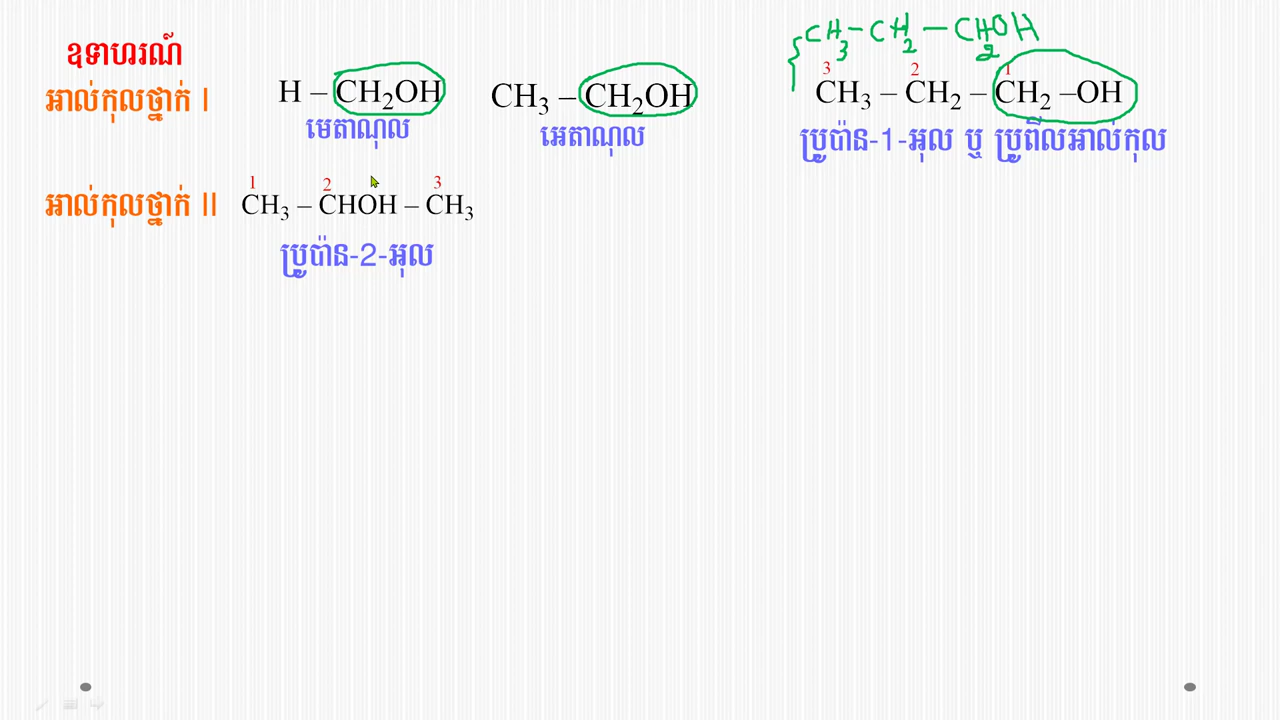 CH₃ – CH₂ – CH₂OH
ឧទាហរណ៍
អាល់កុលថ្នាក់ I
H – CH₂OH
CH₃ – CH₂OH
3 2 1
CH₃ – CH₂ – CH₂ –OH
មេតាណុល
អេតាណុល
ប្រូប៉ាន-1-អុល ឬ ប្រូពីលអាល់កុល
អាល់កុលថ្នាក់ II
1 2 3
CH₃ – CHOH – CH₃
ប្រូប៉ាន-2-អុល